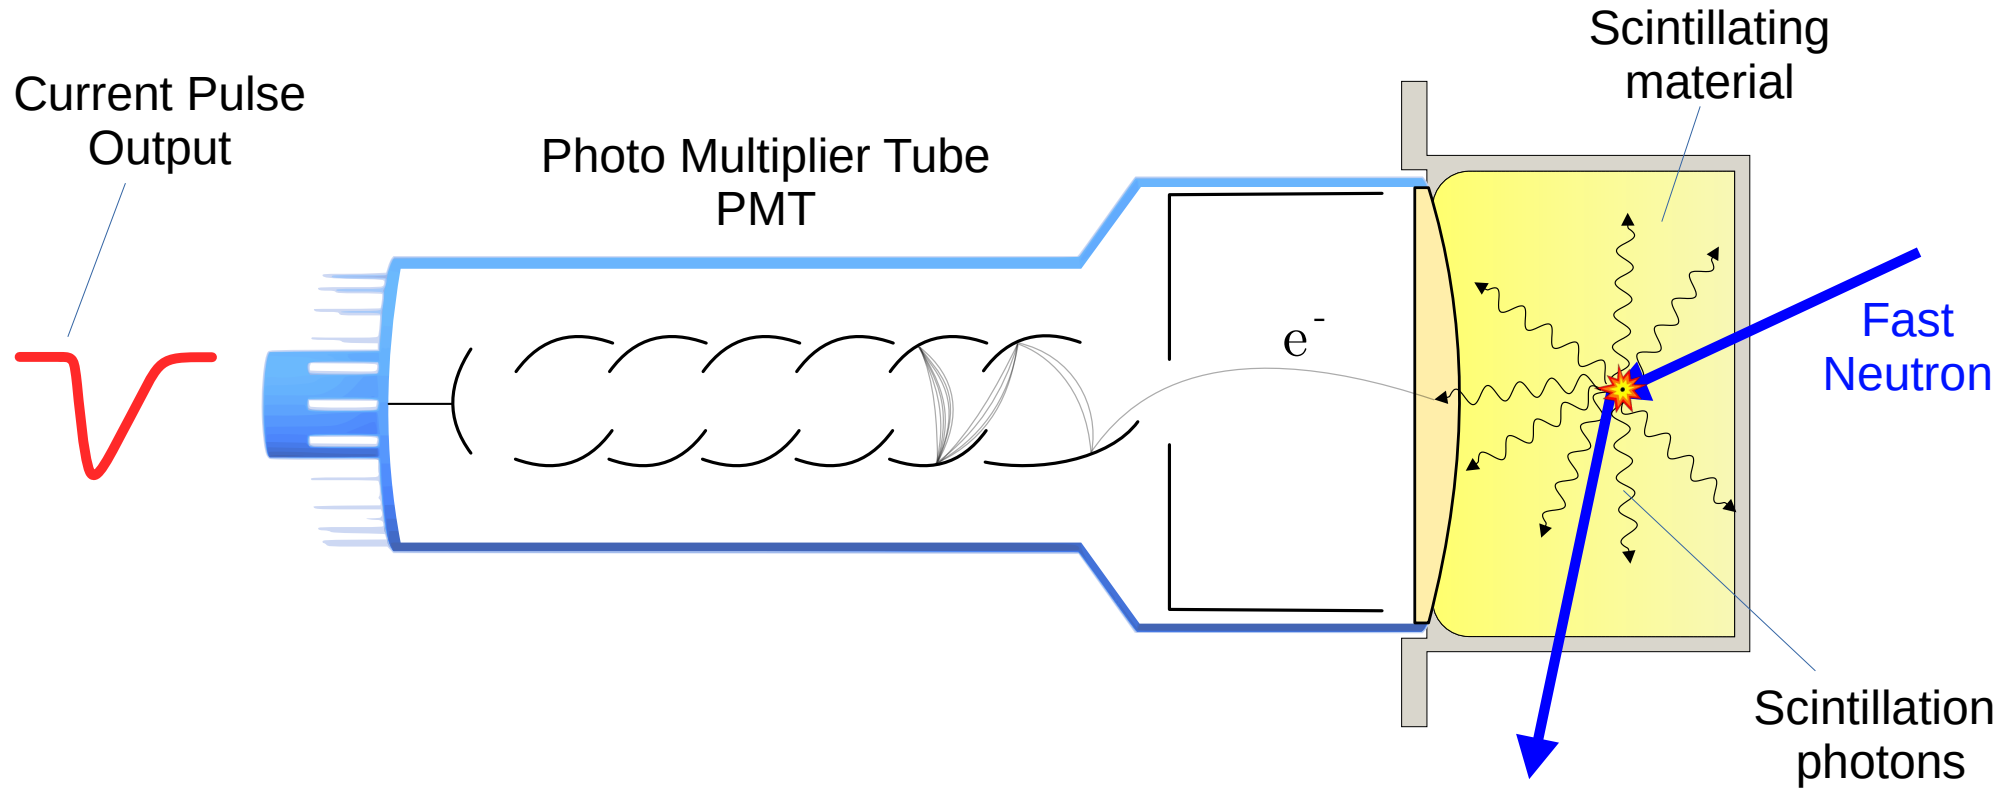 Scintillating
material
Current Pulse
Output
Photo Multiplier Tube
PMT
e-
Fast
Neutron
Scintillation
photons